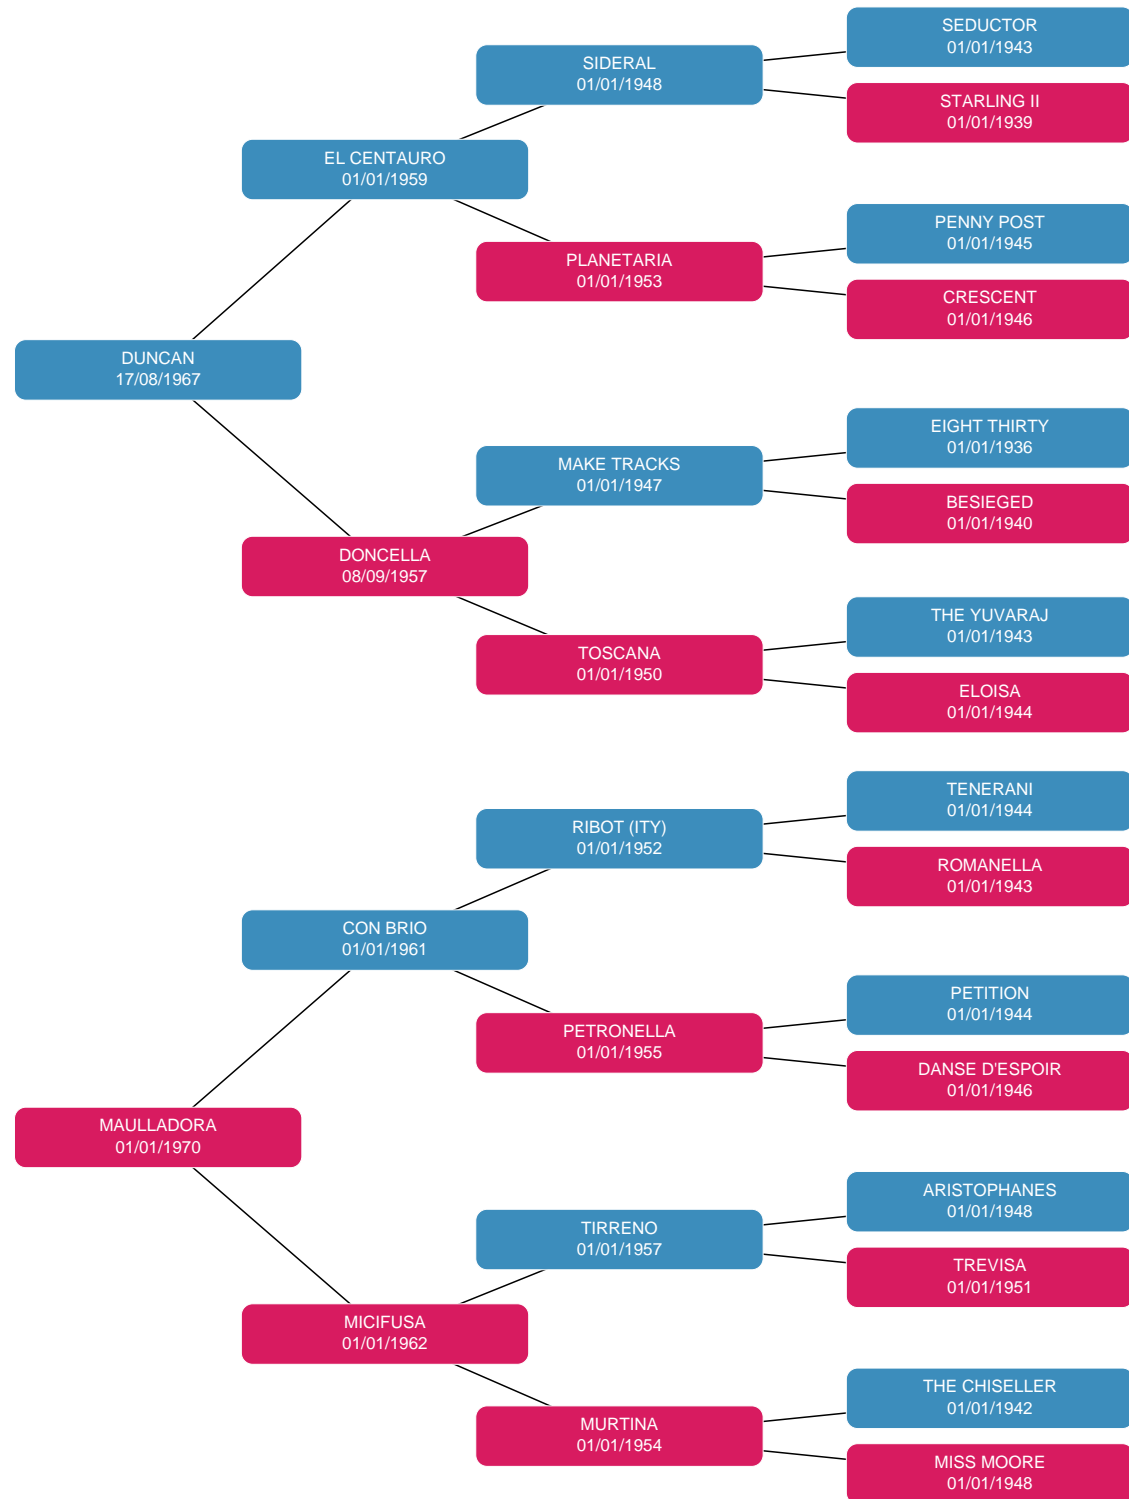 SEDUCTOR
01/01/1943
SIDERAL
01/01/1948
STARLING II
01/01/1939
EL CENTAURO
01/01/1959
PENNY POST
01/01/1945
PLANETARIA
01/01/1953
CRESCENT
01/01/1946
DUNCAN
17/08/1967
EIGHT THIRTY
01/01/1936
MAKE TRACKS
01/01/1947
BESIEGED
01/01/1940
DONCELLA
08/09/1957
THE YUVARAJ
01/01/1943
TOSCANA
01/01/1950
ELOISA
01/01/1944
TENERANI
01/01/1944
RIBOT (ITY)
01/01/1952
ROMANELLA
01/01/1943
CON BRIO
01/01/1961
PETITION
01/01/1944
PETRONELLA
01/01/1955
DANSE D'ESPOIR
01/01/1946
MAULLADORA
01/01/1970
ARISTOPHANES
01/01/1948
TIRRENO
01/01/1957
TREVISA
01/01/1951
MICIFUSA
01/01/1962
THE CHISELLER
01/01/1942
MURTINA
01/01/1954
MISS MOORE
01/01/1948